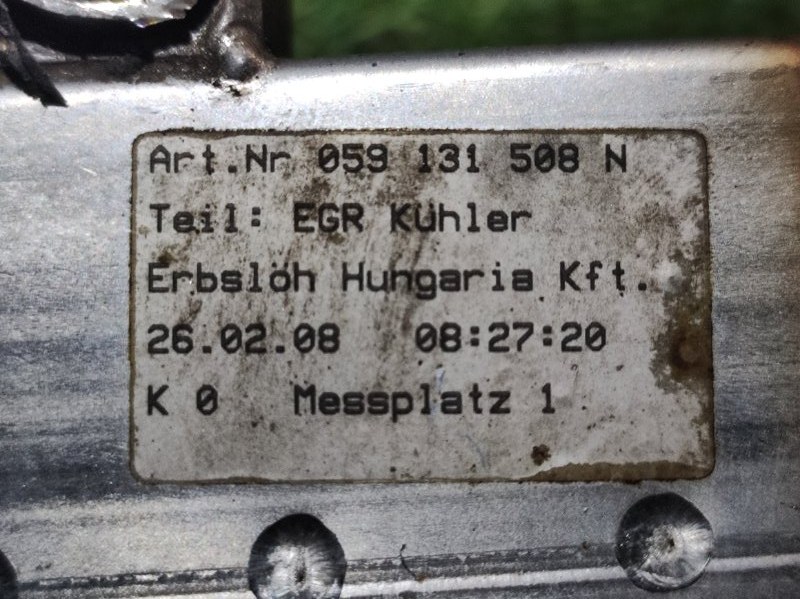 Art.Nr 059 131 508 N
Teil: EGR Kühler
Erbslöh Hungaria Kft.
26.02.08 08:27:20
K 0 Messplatz 1